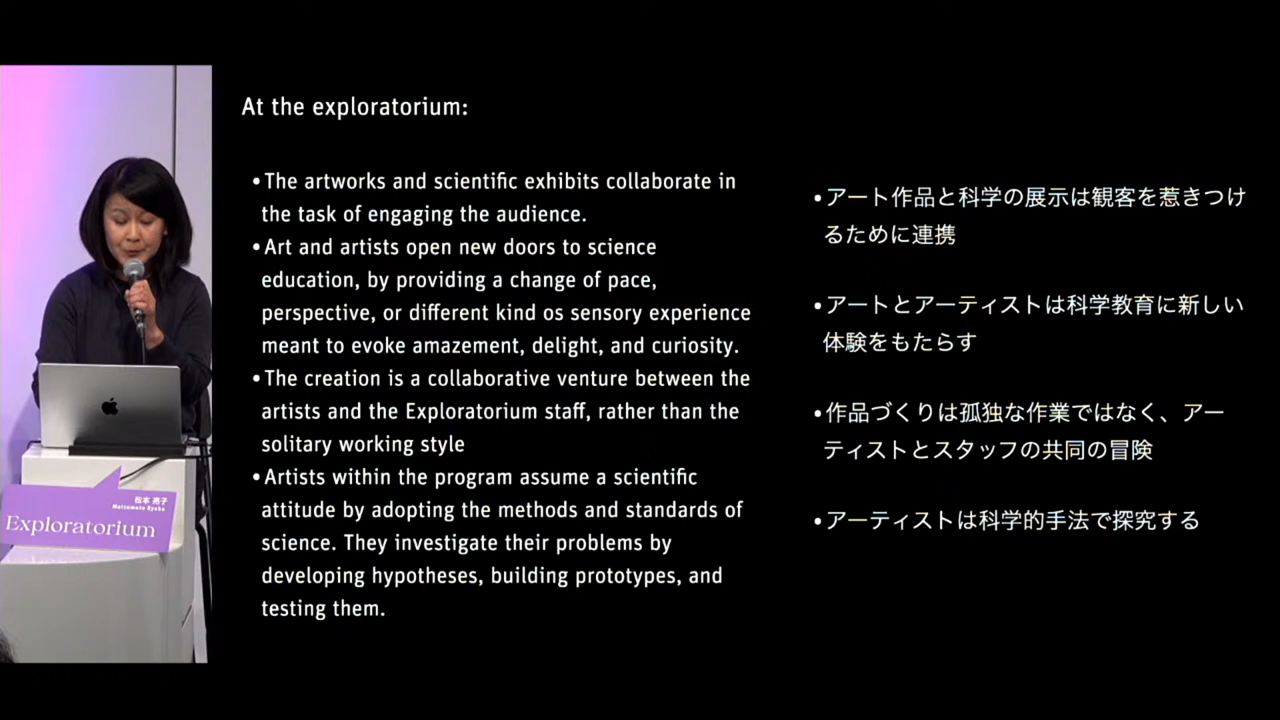 At the exploratorium:
•The artworks and scientific exhibits collaborate in
the task of engaging the audience.
•Art and artists open new doors to science
education, by providing a change of pace,
perspective, or different kind os sensory experience
meant to evoke amazement, delight, and curiosity.
•The creation is a collaborative venture between the
artists and the Exploratorium staff, rather than the
solitary working style
•Artists within the program assume a scientific
attitude by adopting the methods and standards of
science. They investigate their problems by
developing hypotheses, building prototypes, and
testing them.
•アート作品と科学の展示は観客を惹きつけ
るために連携
•アートとアーティストは科学教育に新しい
体験をもたらす
•作品づくりは孤独な作業ではなく、アー
ティストとスタッフの共同の冒険
•アーティストは科学的手法で探究する
松本 亮子
Matsumoto Ryoko
Exploratorium